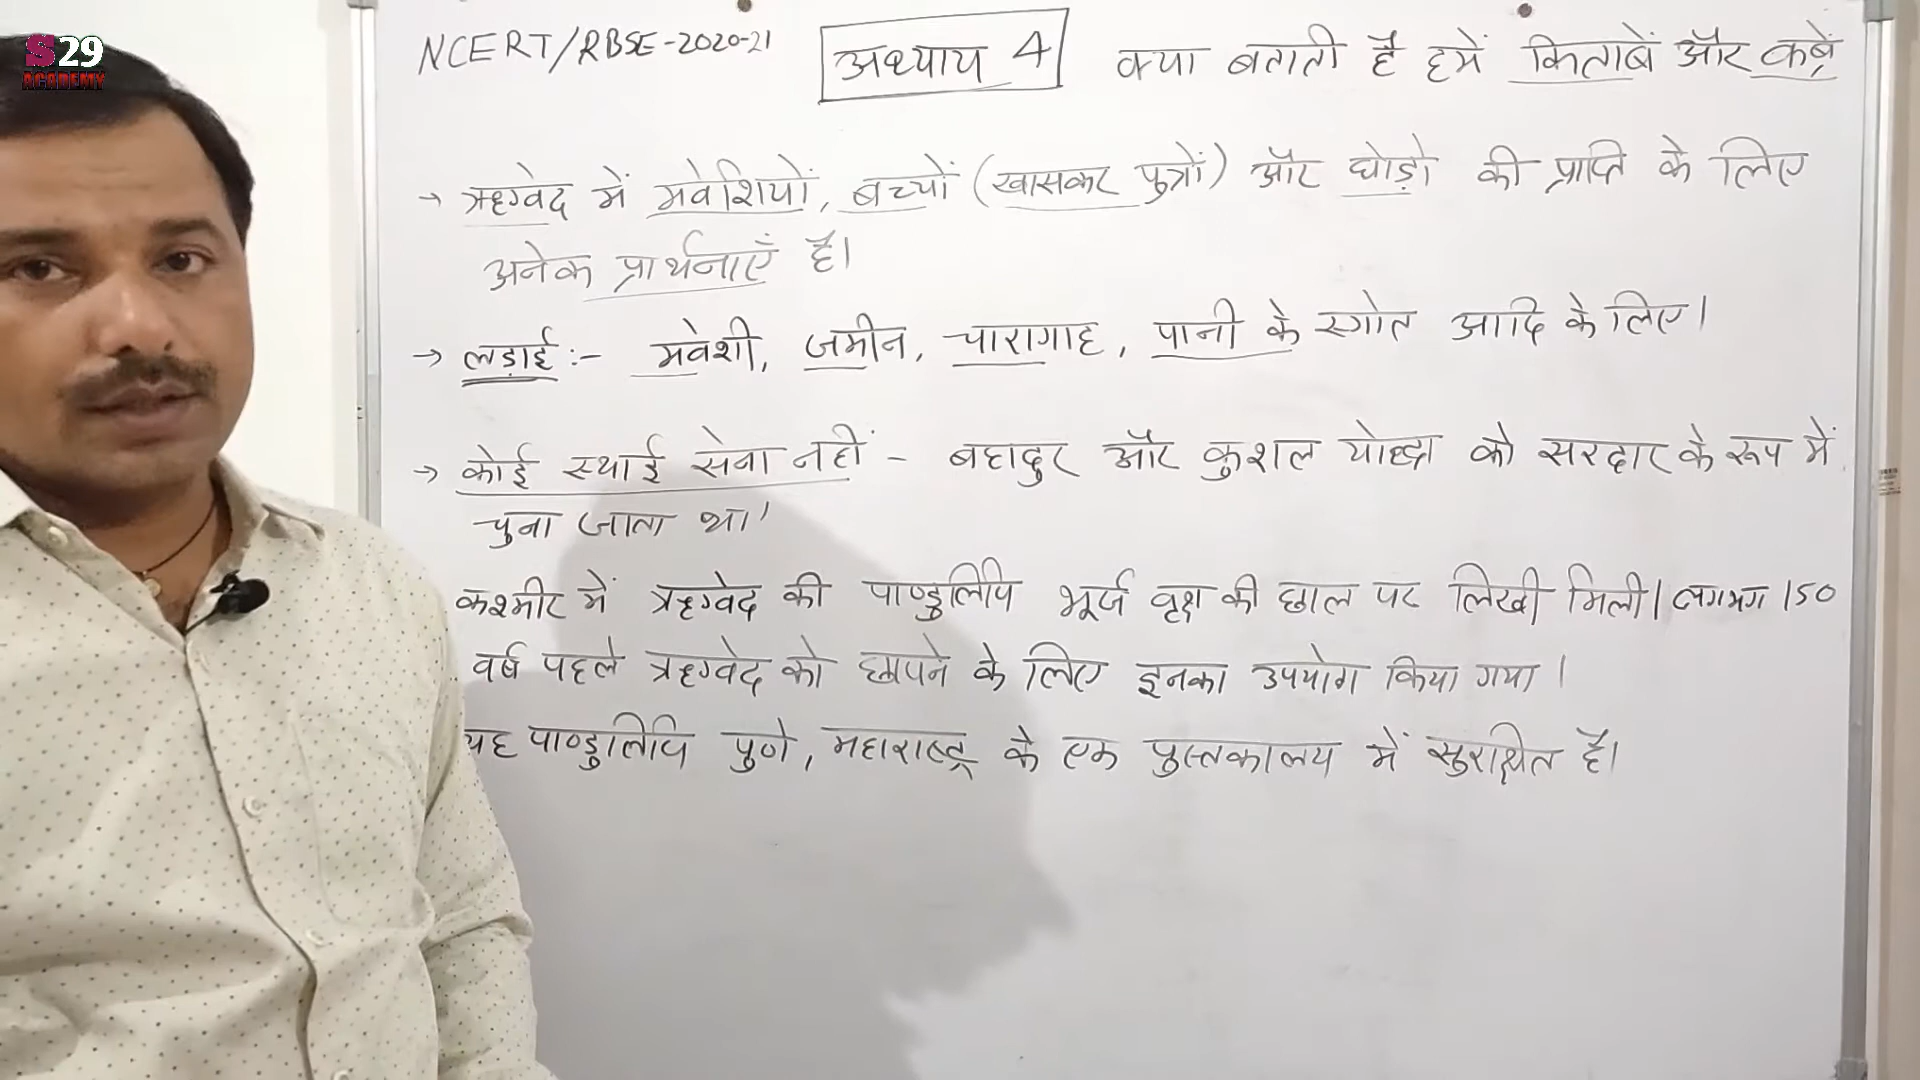 S29
ACADEMY
NCERT/RBSE-2020-21 अध्याय 4 क्या बताती है हमें किताबें और कब्रें
→ ऋग्वेद में मवेशियों, बच्चों (खासकर पुत्रों) और घोड़ो की प्राप्ति के लिए
अनेक प्रार्थनाएँ है।
→ लड़ाई :- मवेशी, जमीन, चारागाह, पानी के स्त्रोत आदि के लिए।
→ कोई स्थाई सेना नहीं - बहादुर और कुशल योद्धा को सरदार के रूप में
चुना जाता था।
कश्मीर में ऋग्वेद की पाण्डुलिपि भूर्ज वृक्ष की छाल पर लिखी मिली। लगभग 150
वर्ष पहले ऋग्वेद को छापने के लिए इनका उपयोग किया गया।
यह पाण्डुलिपि पुणे, महाराष्ट्र के एक पुस्तकालय में सुरक्षित है।